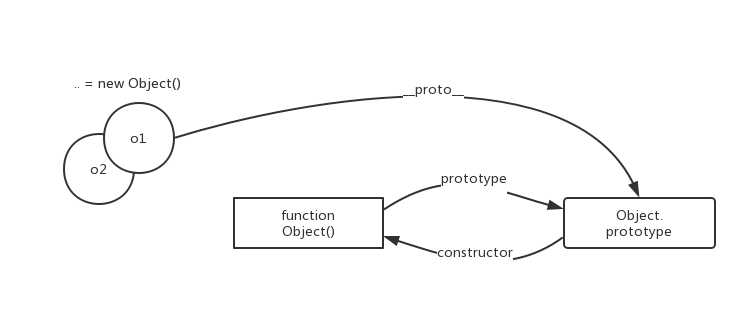 .. = new Object()
__proto__
o1
o2
prototype
function
Object()
Object.
prototype
constructor